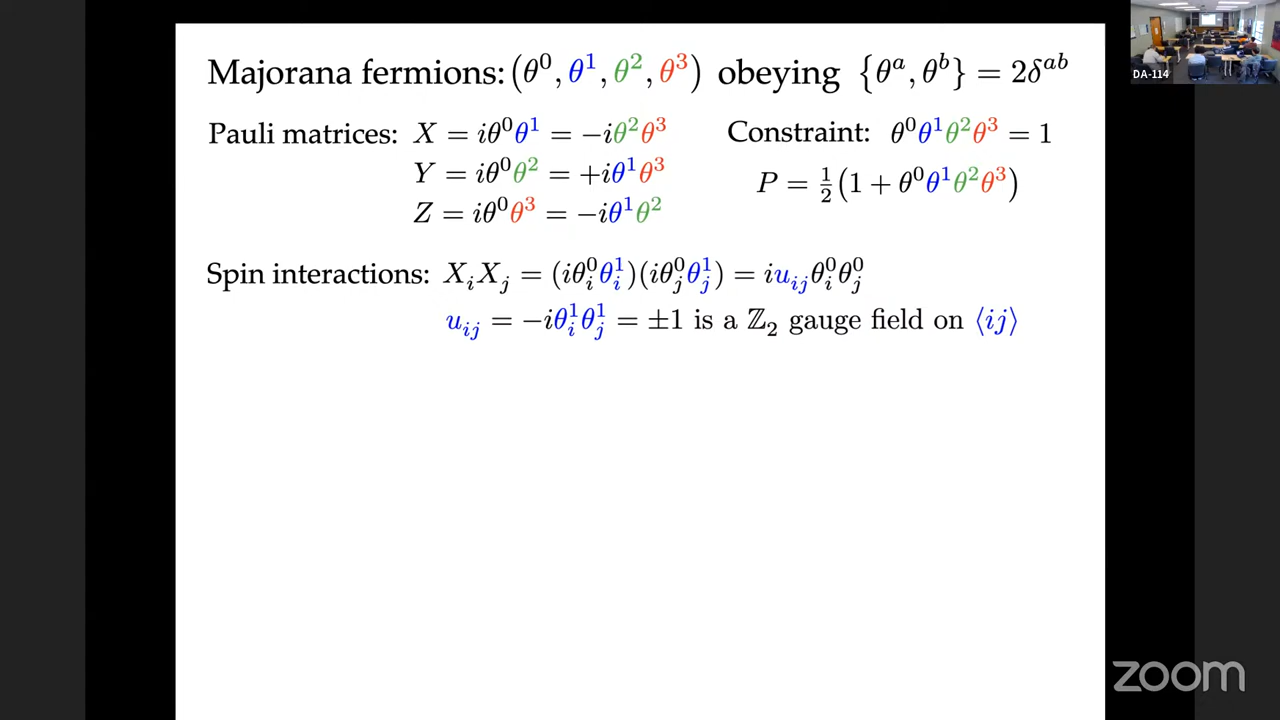 Majorana fermions: (θ⁰, θ¹, θ², θ³) obeying {θᵃ, θᵇ} = 2δᵃᵇ
DA-114
Pauli matrices: X = iθ⁰θ¹ = −iθ²θ³
Constraint: θ⁰θ¹θ²θ³ = 1
Y = iθ⁰θ² = +iθ¹θ³
P = ½(1 + θ⁰θ¹θ²θ³)
Z = iθ⁰θ³ = −iθ¹θ²
Spin interactions: XᵢXⱼ = (iθᵢ⁰θᵢ¹)(iθⱼ⁰θⱼ¹) = iuᵢⱼθᵢ⁰θⱼ⁰
uᵢⱼ = −iθᵢ¹θⱼ¹ = ±1 is a ℤ₂ gauge field on ⟨ij⟩
zoom